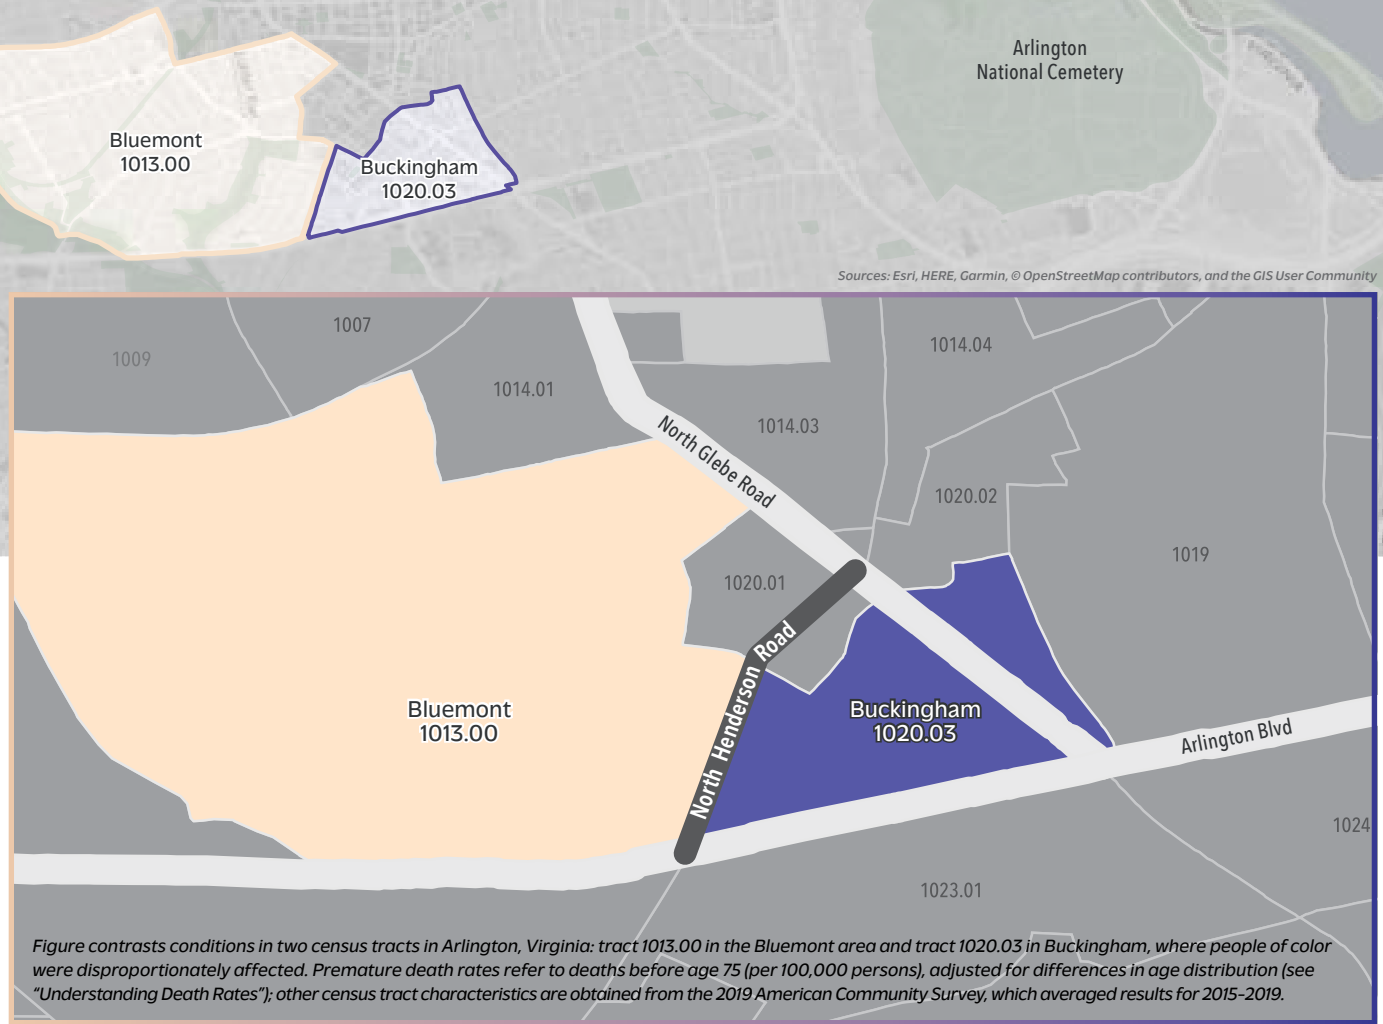 Arlington
National Cemetery
Bluemont
1013.00
Buckingham
1020.03
Sources: Esri, HERE, Garmin, © OpenStreetMap contributors, and the GIS User Community
1007
1009
1014.04
1014.01
1014.03
North Glebe Road
1020.02
1019
1020.01
North Henderson Road
Bluemont
1013.00
Buckingham
1020.03
Arlington Blvd
1024
1023.01
Figure contrasts conditions in two census tracts in Arlington, Virginia: tract 1013.00 in the Bluemont area and tract 1020.03 in Buckingham, where people of color
were disproportionately affected. Premature death rates refer to deaths before age 75 (per 100,000 persons), adjusted for differences in age distribution (see
“Understanding Death Rates”); other census tract characteristics are obtained from the 2019 American Community Survey, which averaged results for 2015-2019.